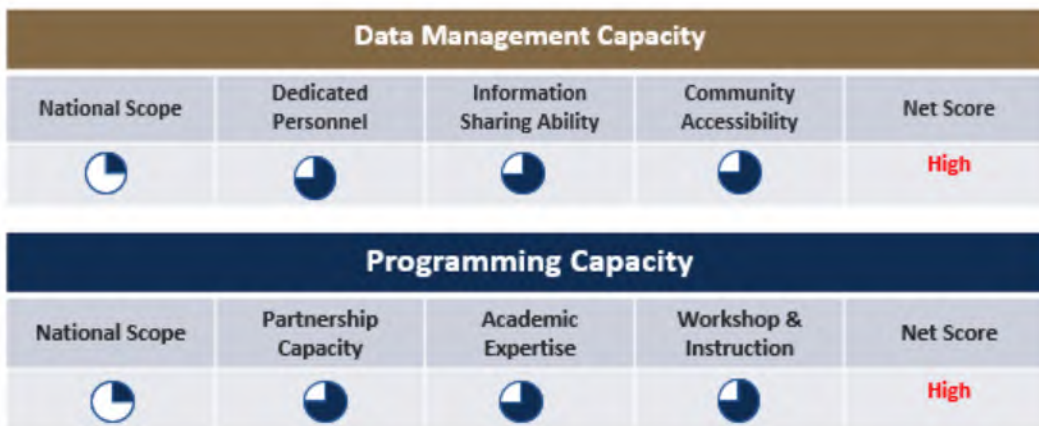 Data Management Capacity
National Scope
Dedicated
Personnel
Information
Sharing Ability
Community
Accessibility
Net Score
High
Programming Capacity
National Scope
Partnership
Capacity
Academic
Expertise
Workshop &
Instruction
Net Score
High